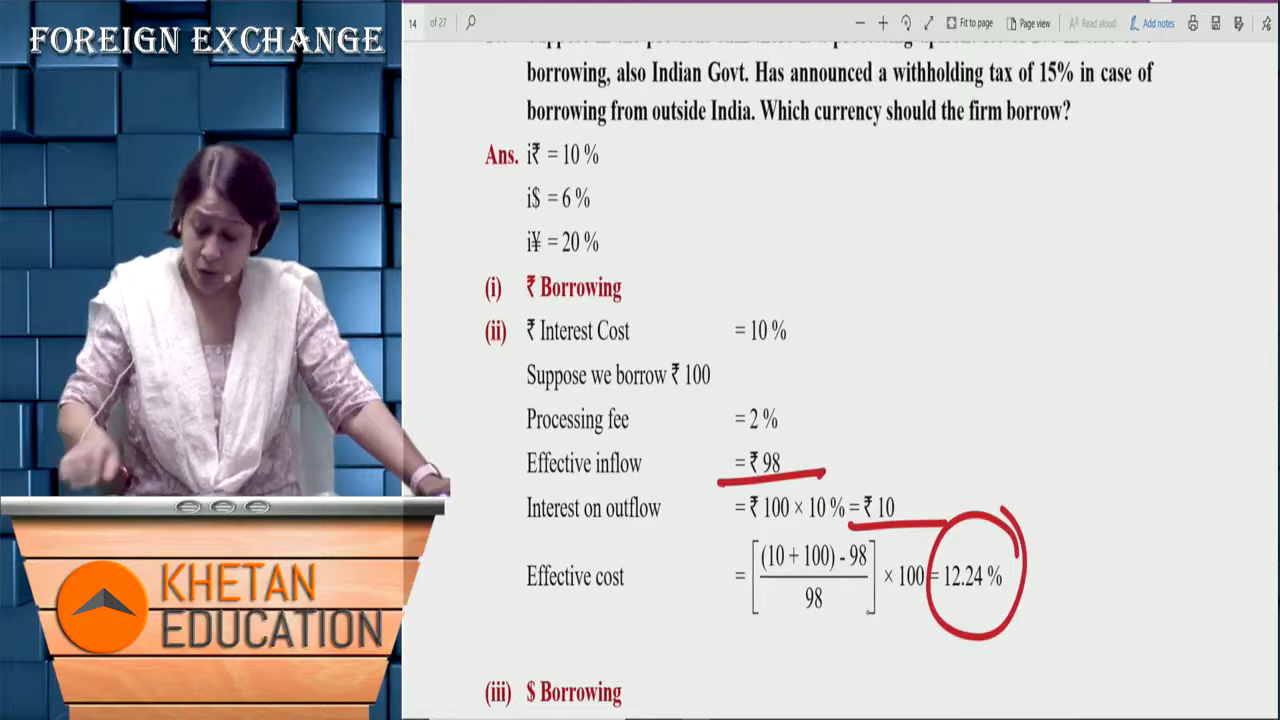 FOREIGN EXCHANGE
14 of 27
Fit to page
Page view
Read aloud
Add notes
borrowing, also Indian Govt. Has announced a withholding tax of 15% in case of
borrowing from outside India. Which currency should the firm borrow?
Ans. i₹ = 10 %
i$ = 6 %
i¥ = 20 %
(i) ₹ Borrowing
(ii) ₹ Interest Cost = 10 %
Suppose we borrow ₹ 100
Processing fee = 2 %
Effective inflow = ₹ 98
Interest on outflow = ₹ 100 × 10 % = ₹ 10
Effective cost = [(10 + 100) - 98 / 98] × 100 = 12.24 %
(iii) $ Borrowing
KHETAN
EDUCATION